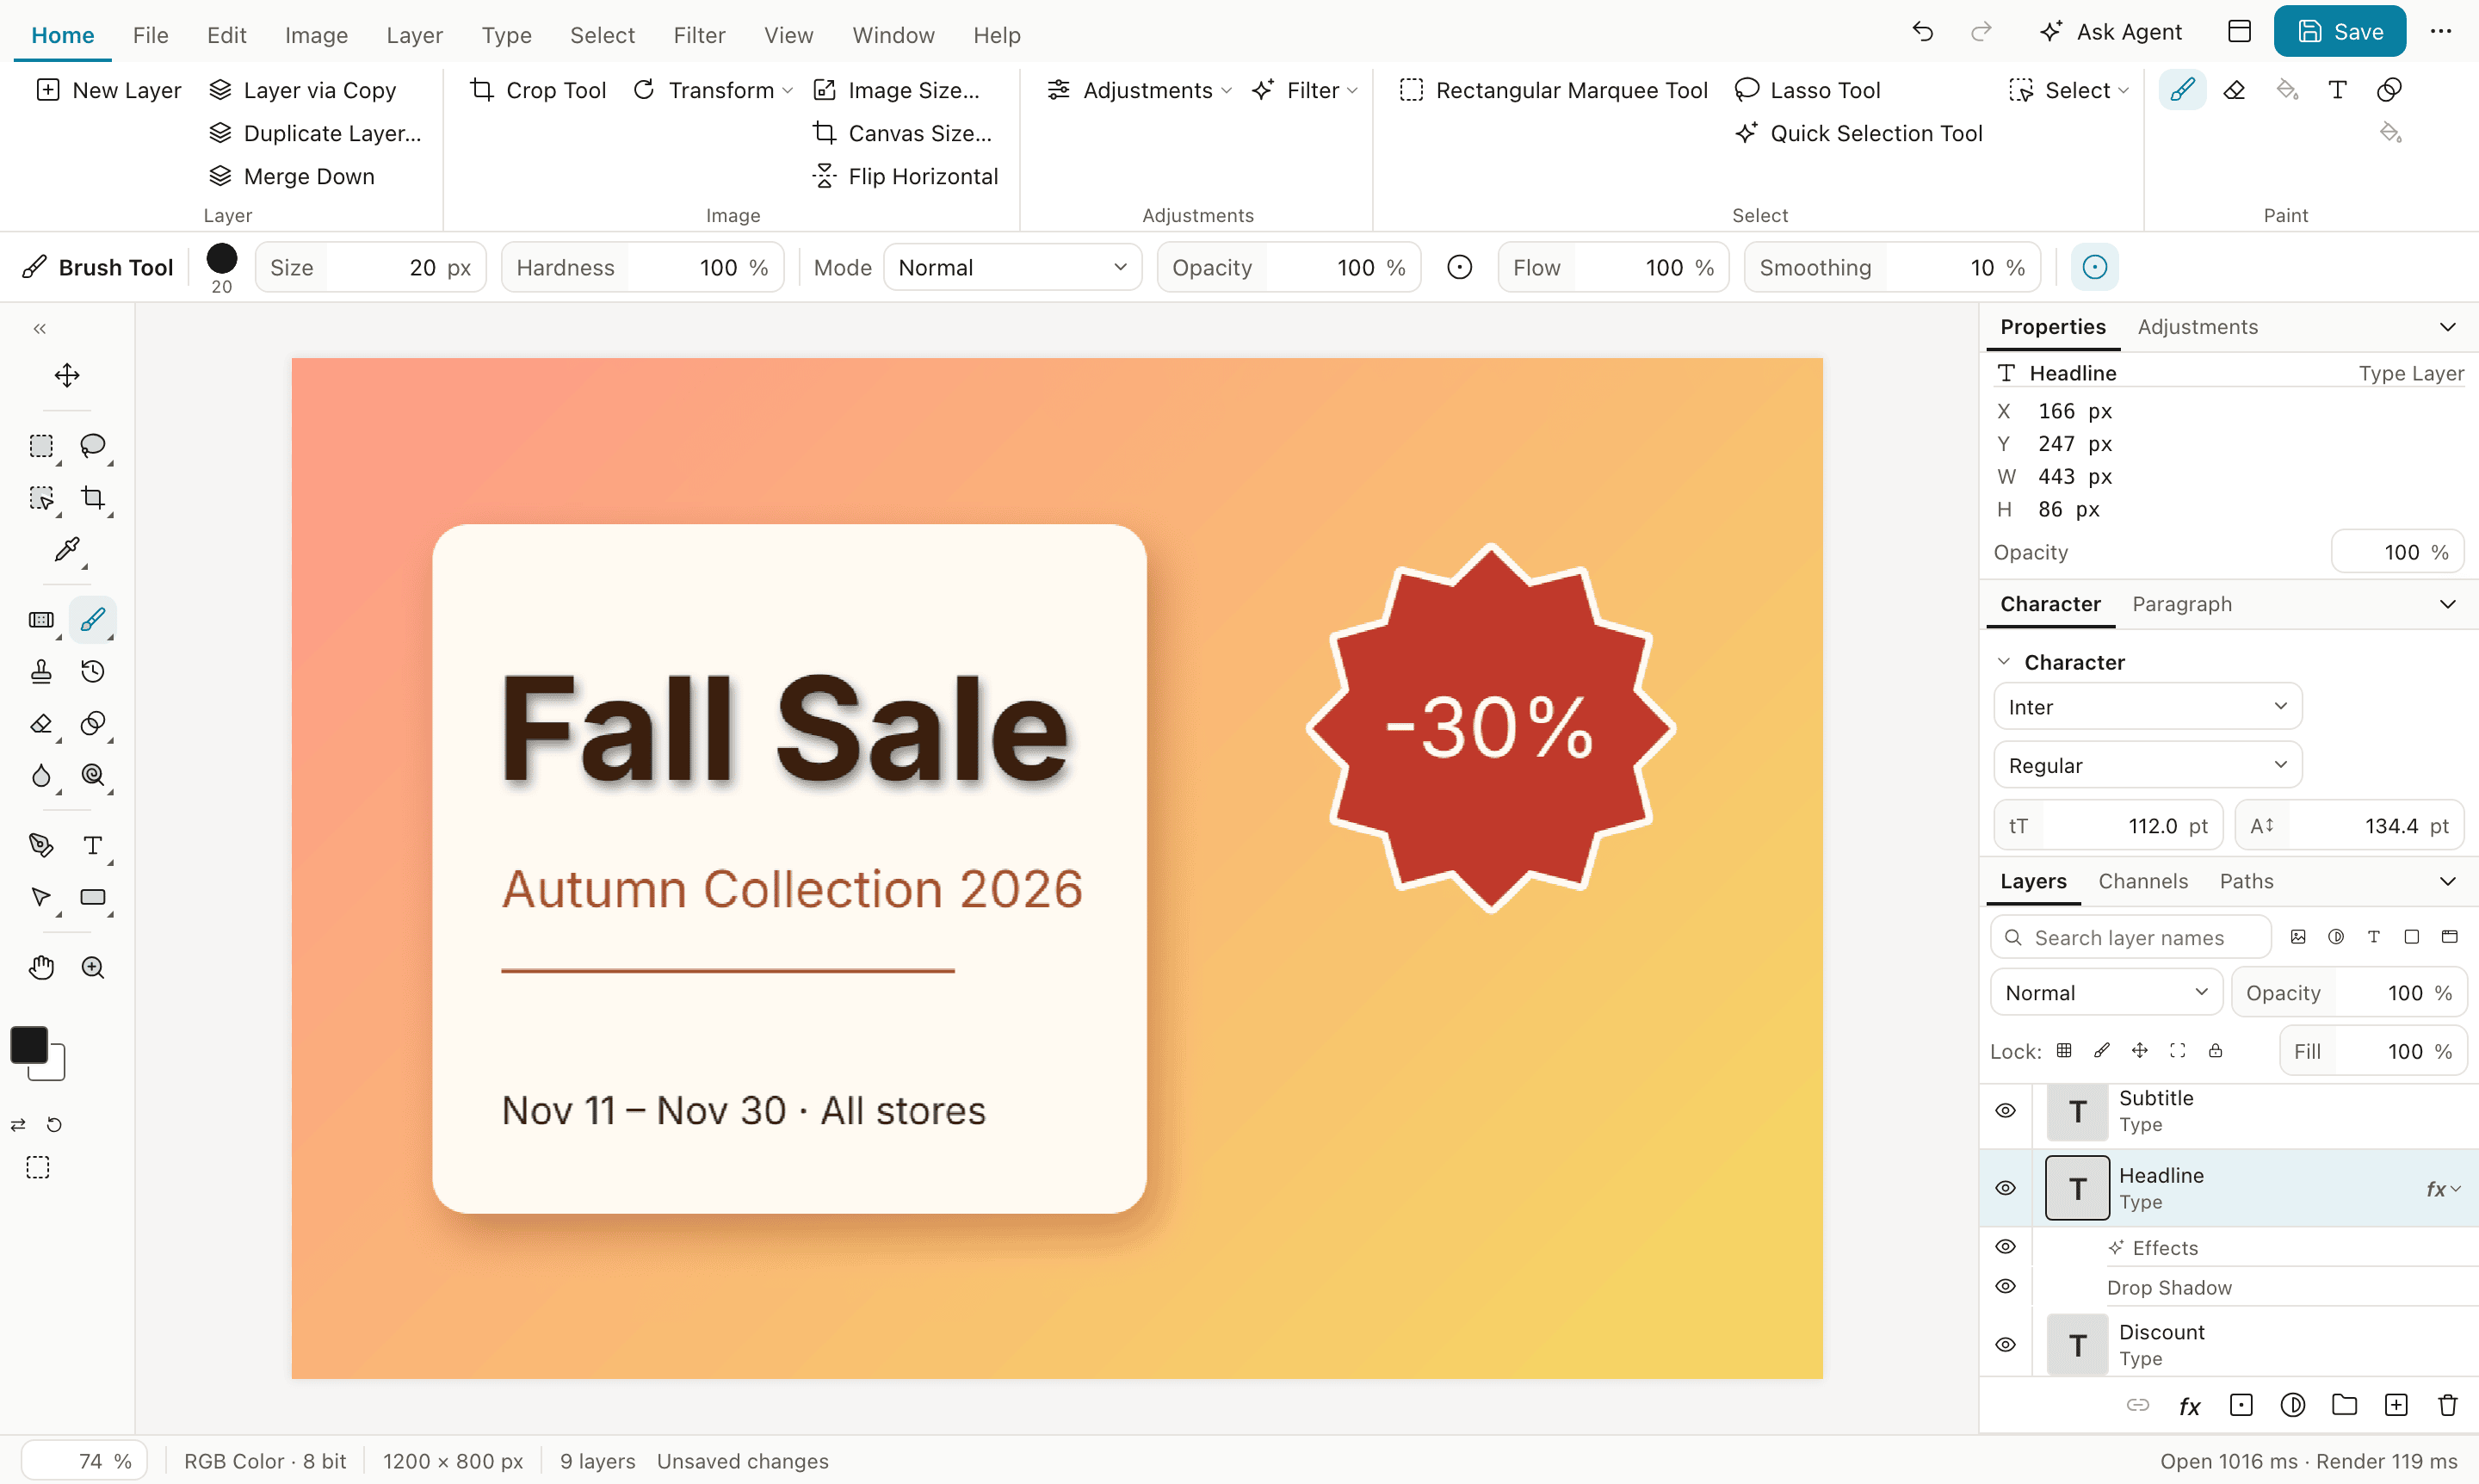 Home File Edit Image Layer Type Select Filter View Window Help Ask Agent Save
New Layer Layer via Copy Crop Tool Transform Image Size... Adjustments Filter Rectangular Marquee Tool Lasso Tool Select
Duplicate Layer... Canvas Size... Quick Selection Tool
Merge Down Flip Horizontal
Layer Image Adjustments Select Paint
Brush Tool 20 Size 20 px Hardness 100 % Mode Normal Opacity 100 % Flow 100 % Smoothing 10 %
Fall Sale
Autumn Collection 2026
Nov 11 – Nov 30 · All stores
-30%
Properties Adjustments
Headline Type Layer
X 166 px
Y 247 px
W 443 px
H 86 px
Opacity 100 %
Character Paragraph
Character
Inter
Regular
tT 112.0 pt A 134.4 pt
Layers Channels Paths
Search layer names
Normal Opacity 100 %
Lock: Fill 100 %
T Subtitle
Type
T Headline fx
Type
Effects
Drop Shadow
T Discount
Type
fx
74 % RGB Color · 8 bit 1200 × 800 px 9 layers Unsaved changes Open 1016 ms · Render 119 ms